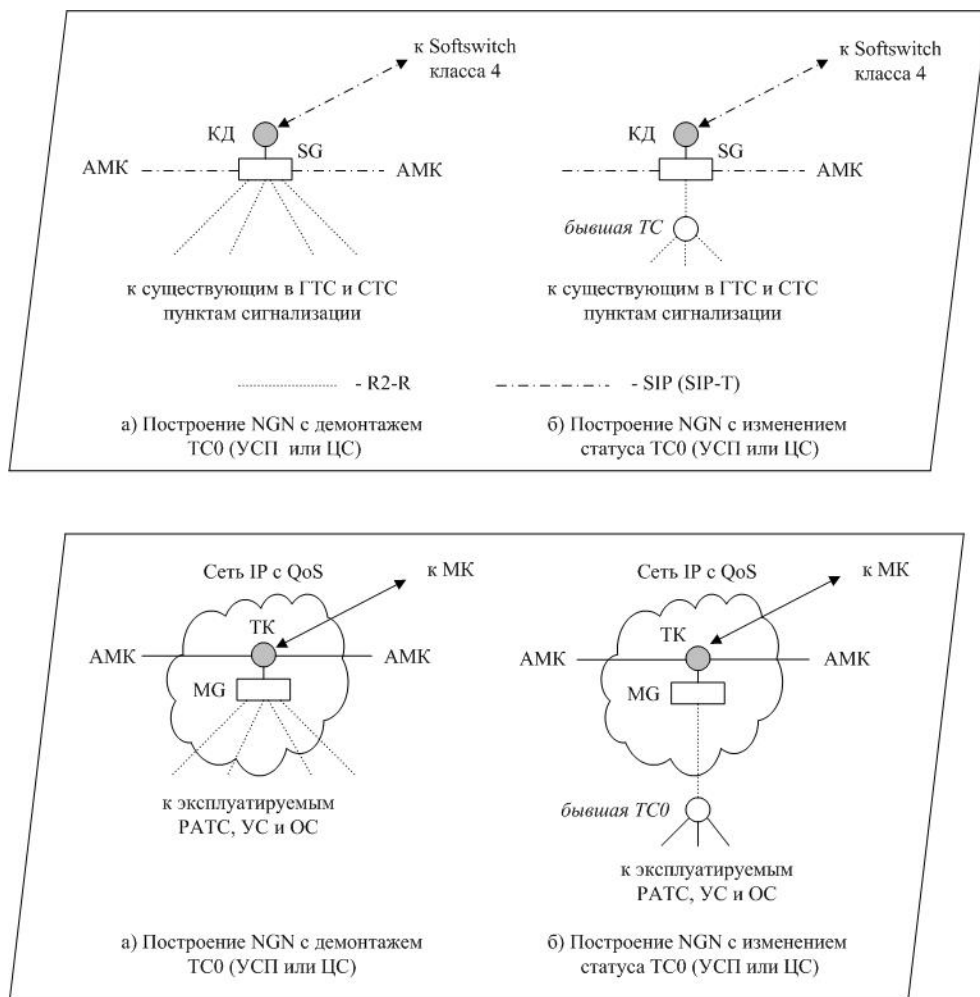 к Softswitch
класса 4
КД
SG
АМК
АМК
к существующим в ГТС и СТС
пунктам сигнализации
к Softswitch
класса 4
КД
SG
АМК
бывшая ТС
к существующим в ГТС и СТС
пунктам сигнализации
- R2-R
- SIP (SIP-T)
а) Построение NGN с демонтажем
ТС0 (УСП или ЦС)
б) Построение NGN с изменением
статуса ТС0 (УСП или ЦС)
Сеть IP с QoS
к МК
ТК
АМК
АМК
MG
к эксплуатируемым
РАТС, УС и ОС
Сеть IP с QoS
к МК
ТК
АМК
АМК
MG
бывшая ТС0
к эксплуатируемым
РАТС, УС и ОС
а) Построение NGN с демонтажем
ТС0 (УСП или ЦС)
б) Построение NGN с изменением
статуса ТС0 (УСП или ЦС)